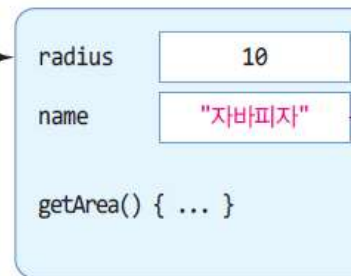 radius 10
name "자바피자"
getArea() { ... }